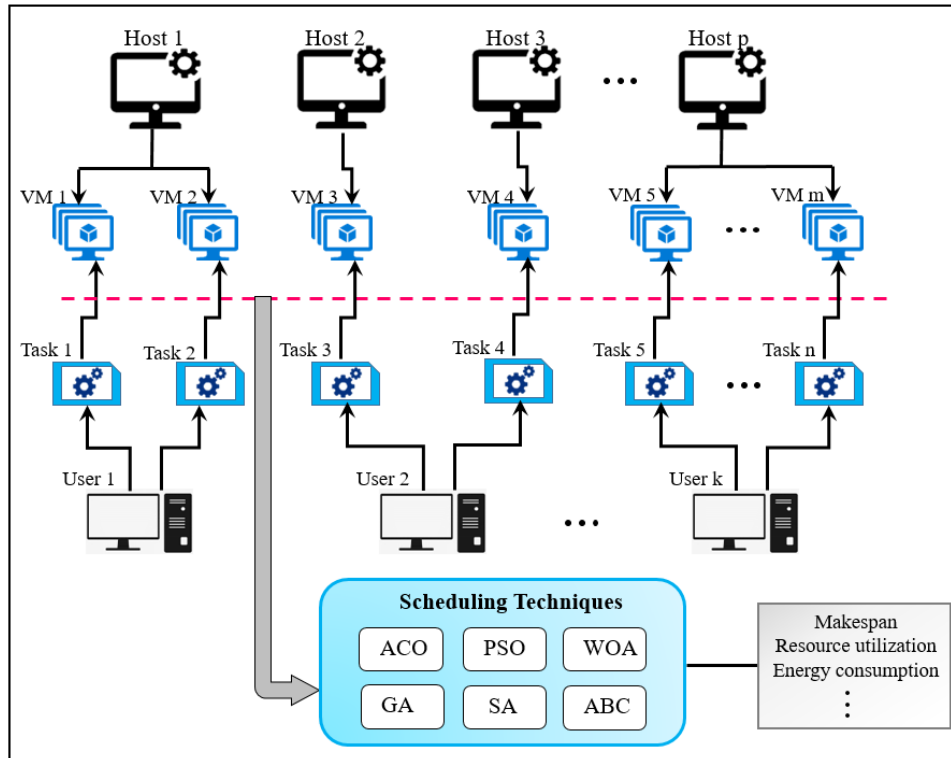 Host 1
Host 2
Host 3
Host p
...
VM 1
VM 2
VM 3
VM 4
VM 5
...
VM m
Task 1
Task 2
Task 3
Task 4
Task 5
...
Task n
User 1
User 2
...
User k
Scheduling Techniques
ACO
PSO
WOA
GA
SA
ABC
Makespan
Resource utilization
Energy consumption